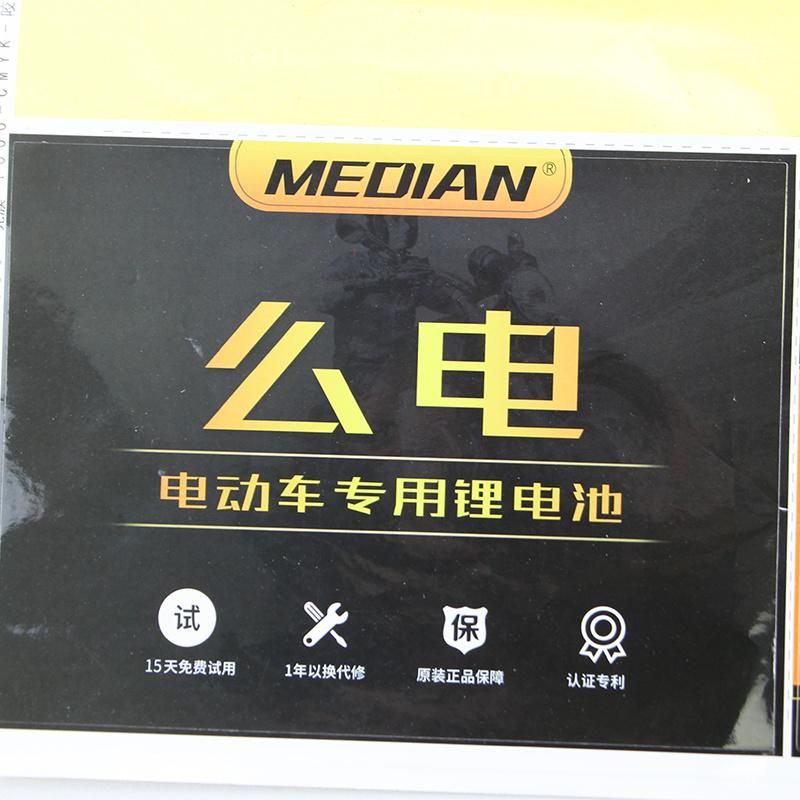 MEDIAN®
么电
电动车专用锂电池
试
保
15天免费试用
1年以换代修
原装正品保障
认证专利